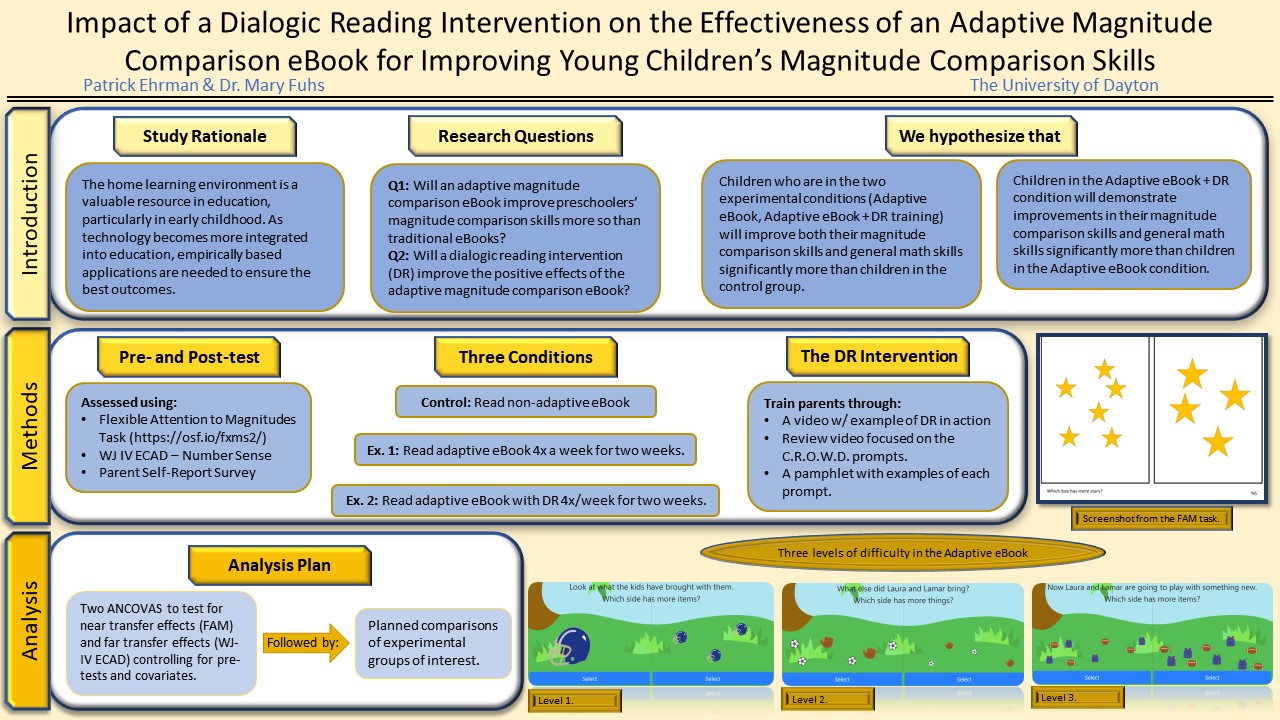 Impact of a Dialogic Reading Intervention on the Effectiveness of an Adaptive Magnitude
Comparison eBook for Improving Young Children's Magnitude Comparison Skills
Patrick Ehrman & Dr. Mary Fuhs
The University of Dayton
Introduction
Study Rationale
The home learning environment is a
valuable resource in education,
particularly in early childhood. As
technology becomes more integrated
into education, empirically based
applications are needed to ensure the
best outcomes.
Research Questions
Q1: Will an adaptive magnitude
comparison eBook improve preschoolers'
magnitude comparison skills more so than
traditional eBooks?
Q2: Will a dialogic reading intervention
(DR) improve the positive effects of the
adaptive magnitude comparison eBook?
We hypothesize that
Children who are in the two
experimental conditions (Adaptive
eBook, Adaptive eBook + DR training)
will improve both their magnitude
comparison skills and general math skills
significantly more than children in the
control group.
Children in the Adaptive eBook + DR
condition will demonstrate
improvements in their magnitude
comparison skills and general math
skills significantly more than children
in the Adaptive eBook condition.
Methods
Pre- and Post-test
Assessed using:
• Flexible Attention to Magnitudes
Task (https://osf.io/fxms2/)
• WJ IV ECAD – Number Sense
• Parent Self-Report Survey
Three Conditions
Control: Read non-adaptive eBook
Ex. 1: Read adaptive eBook 4x a week for two weeks.
Ex. 2: Read adaptive eBook with DR 4x/week for two weeks.
The DR Intervention
Train parents through:
• A video w/ example of DR in action
• Review video focused on the
C.R.O.W.D. prompts.
• A pamphlet with examples of each
prompt.
Which box has more stars?
NS
Screenshot from the FAM task.
Analysis
Analysis Plan
Two ANCOVAS to test for
near transfer effects (FAM)
and far transfer effects (WJ-
IV ECAD) controlling for pre-
tests and covariates.
Followed by:
Planned comparisons
of experimental
groups of interest.
Three levels of difficulty in the Adaptive eBook
Look at what the kids have brought with them.
Which side has more items?
Select
Select
Level 1.
What else did Laura and Lamar bring?
Which side has more things?
Select
Select
Level 2.
Now Laura and Lamar are going to play with something new.
Which side has more items?
Select
Select
Level 3.